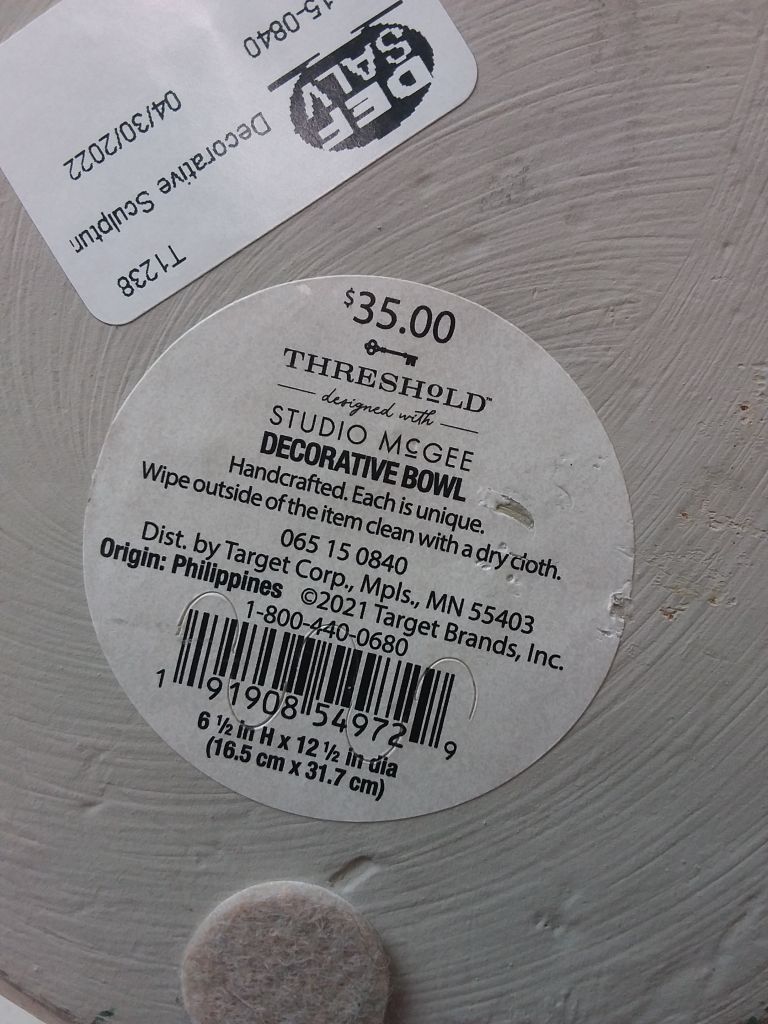 15-0840
DEF
SALV
Decorative Sculptur
04/30/2022
T1238
$35.00
THRESHOLD™
designed with
STUDIO MCGEE
DECORATIVE BOWL
Handcrafted. Each is unique.
Wipe outside of the item clean with a dry cloth.
065 15 0840
Dist. by Target Corp., Mpls., MN 55403
Origin: Philippines ©2021 Target Brands, Inc.
1-800-440-0680
1 91908 54972 9
6 ½ in H x 12 ½ in dia
(16.5 cm x 31.7 cm)